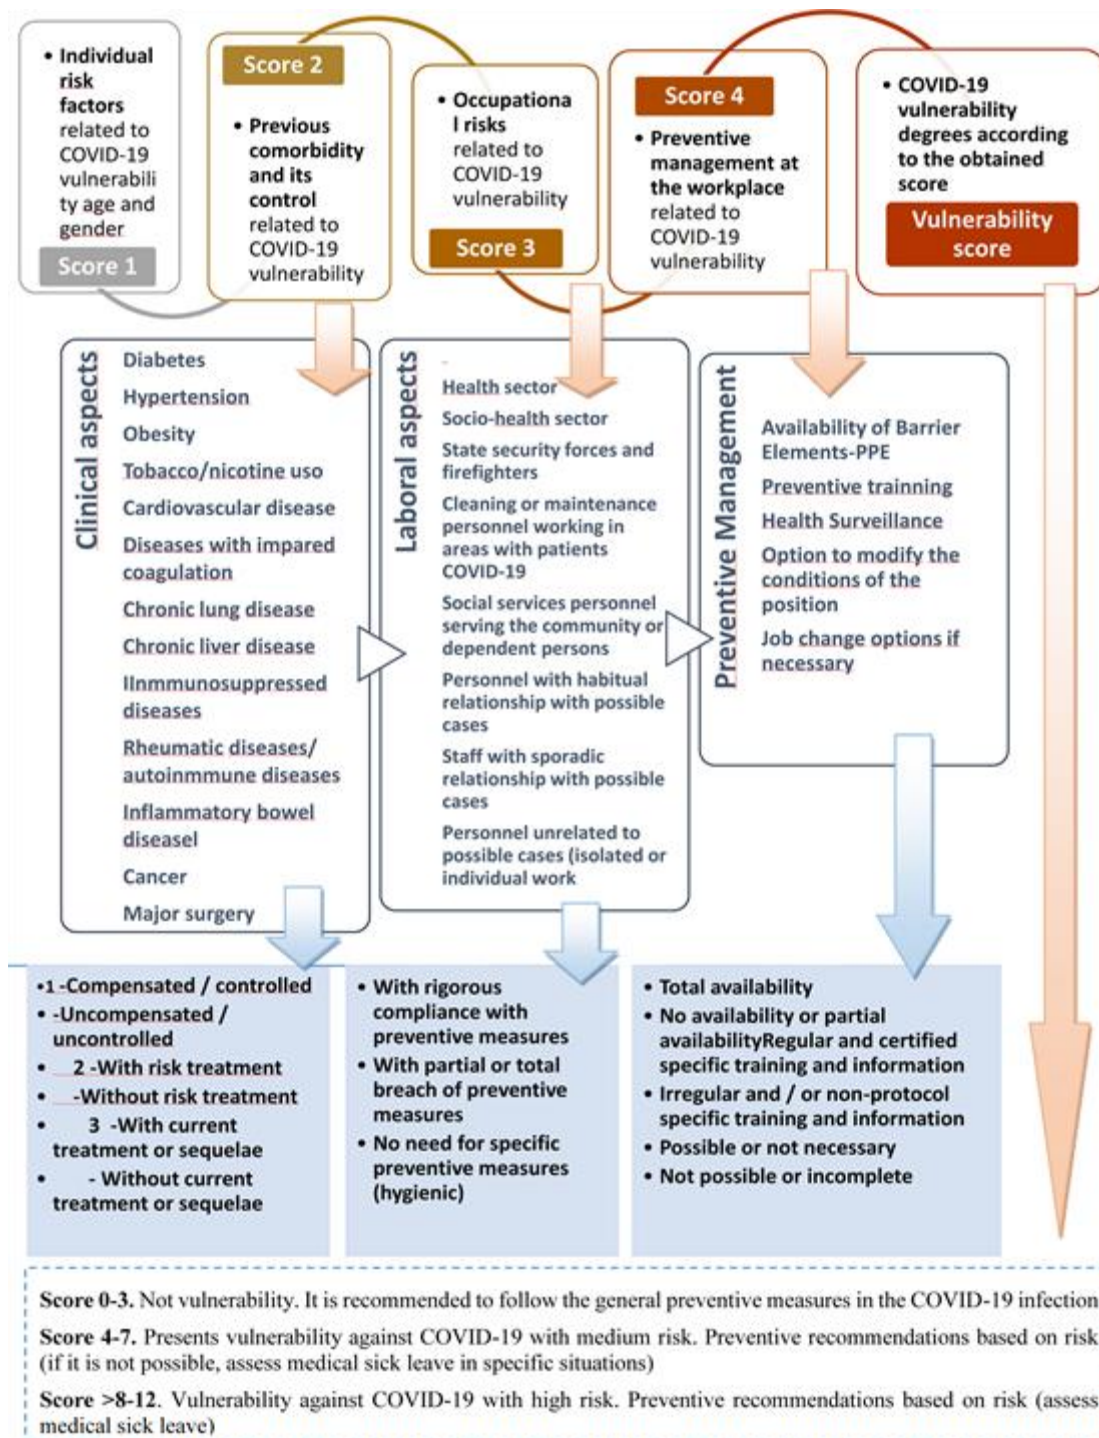 • Individual
risk
factors
related to
COVID-19
vulnerabili
ty age and
gender
Score 1
Score 2
• Previous
comorbidity
and its
control
related to
COVID-19
vulnerability
• Occupationa
l risks
related to
COVID-19
vulnerability
Score 3
Score 4
• Preventive
management at
the workplace
related to
COVID-19
vulnerability
• COVID-19
vulnerability
degrees according
to the obtained
score
Vulnerability
score
Clinical aspects
Diabetes
Hypertension
Obesity
Tobacco/nicotine uso
Cardiovascular disease
Diseases with impared
coagulation
Chronic lung disease
Chronic liver disease
IInmmunosuppressed
diseases
Rheumatic diseases/
autoinmmune diseases
Inflammatory bowel
diseasel
Cancer
Major surgery
Laboral aspects
Health sector
Socio-health sector
State security forces and
firefighters
Cleaning or maintenance
personnel working in
areas with patients
COVID-19
Social services personnel
serving the community or
dependent persons
Personnel with habitual
relationship with possible
cases
Staff with sporadic
relationship with possible
cases
Personnel unrelated to
possible cases (isolated or
individual work
Preventive Management
Availability of Barrier
Elements-PPE
Preventive trainning
Health Surveillance
Option to modify the
conditions of the
position
Job change options if
necessary
•1 -Compensated / controlled
• -Uncompensated /
uncontrolled
• 2 -With risk treatment
• -Without risk treatment
• 3 -With current
treatment or sequelae
• - Without current
treatment or sequelae
• With rigorous
compliance with
preventive measures
• With partial or total
breach of preventive
measures
• No need for specific
preventive measures
(hygienic)
• Total availability
• No availability or partial
availabilityRegular and certified
specific training and information
• Irregular and / or non-protocol
specific training and information
• Possible or not necessary
• Not possible or incomplete
Score 0-3. Not vulnerability. It is recommended to follow the general preventive measures in the COVID-19 infection
Score 4-7. Presents vulnerability against COVID-19 with medium risk. Preventive recommendations based on risk
(if it is not possible, assess medical sick leave in specific situations)
Score >8-12. Vulnerability against COVID-19 with high risk. Preventive recommendations based on risk (assess
medical sick leave)